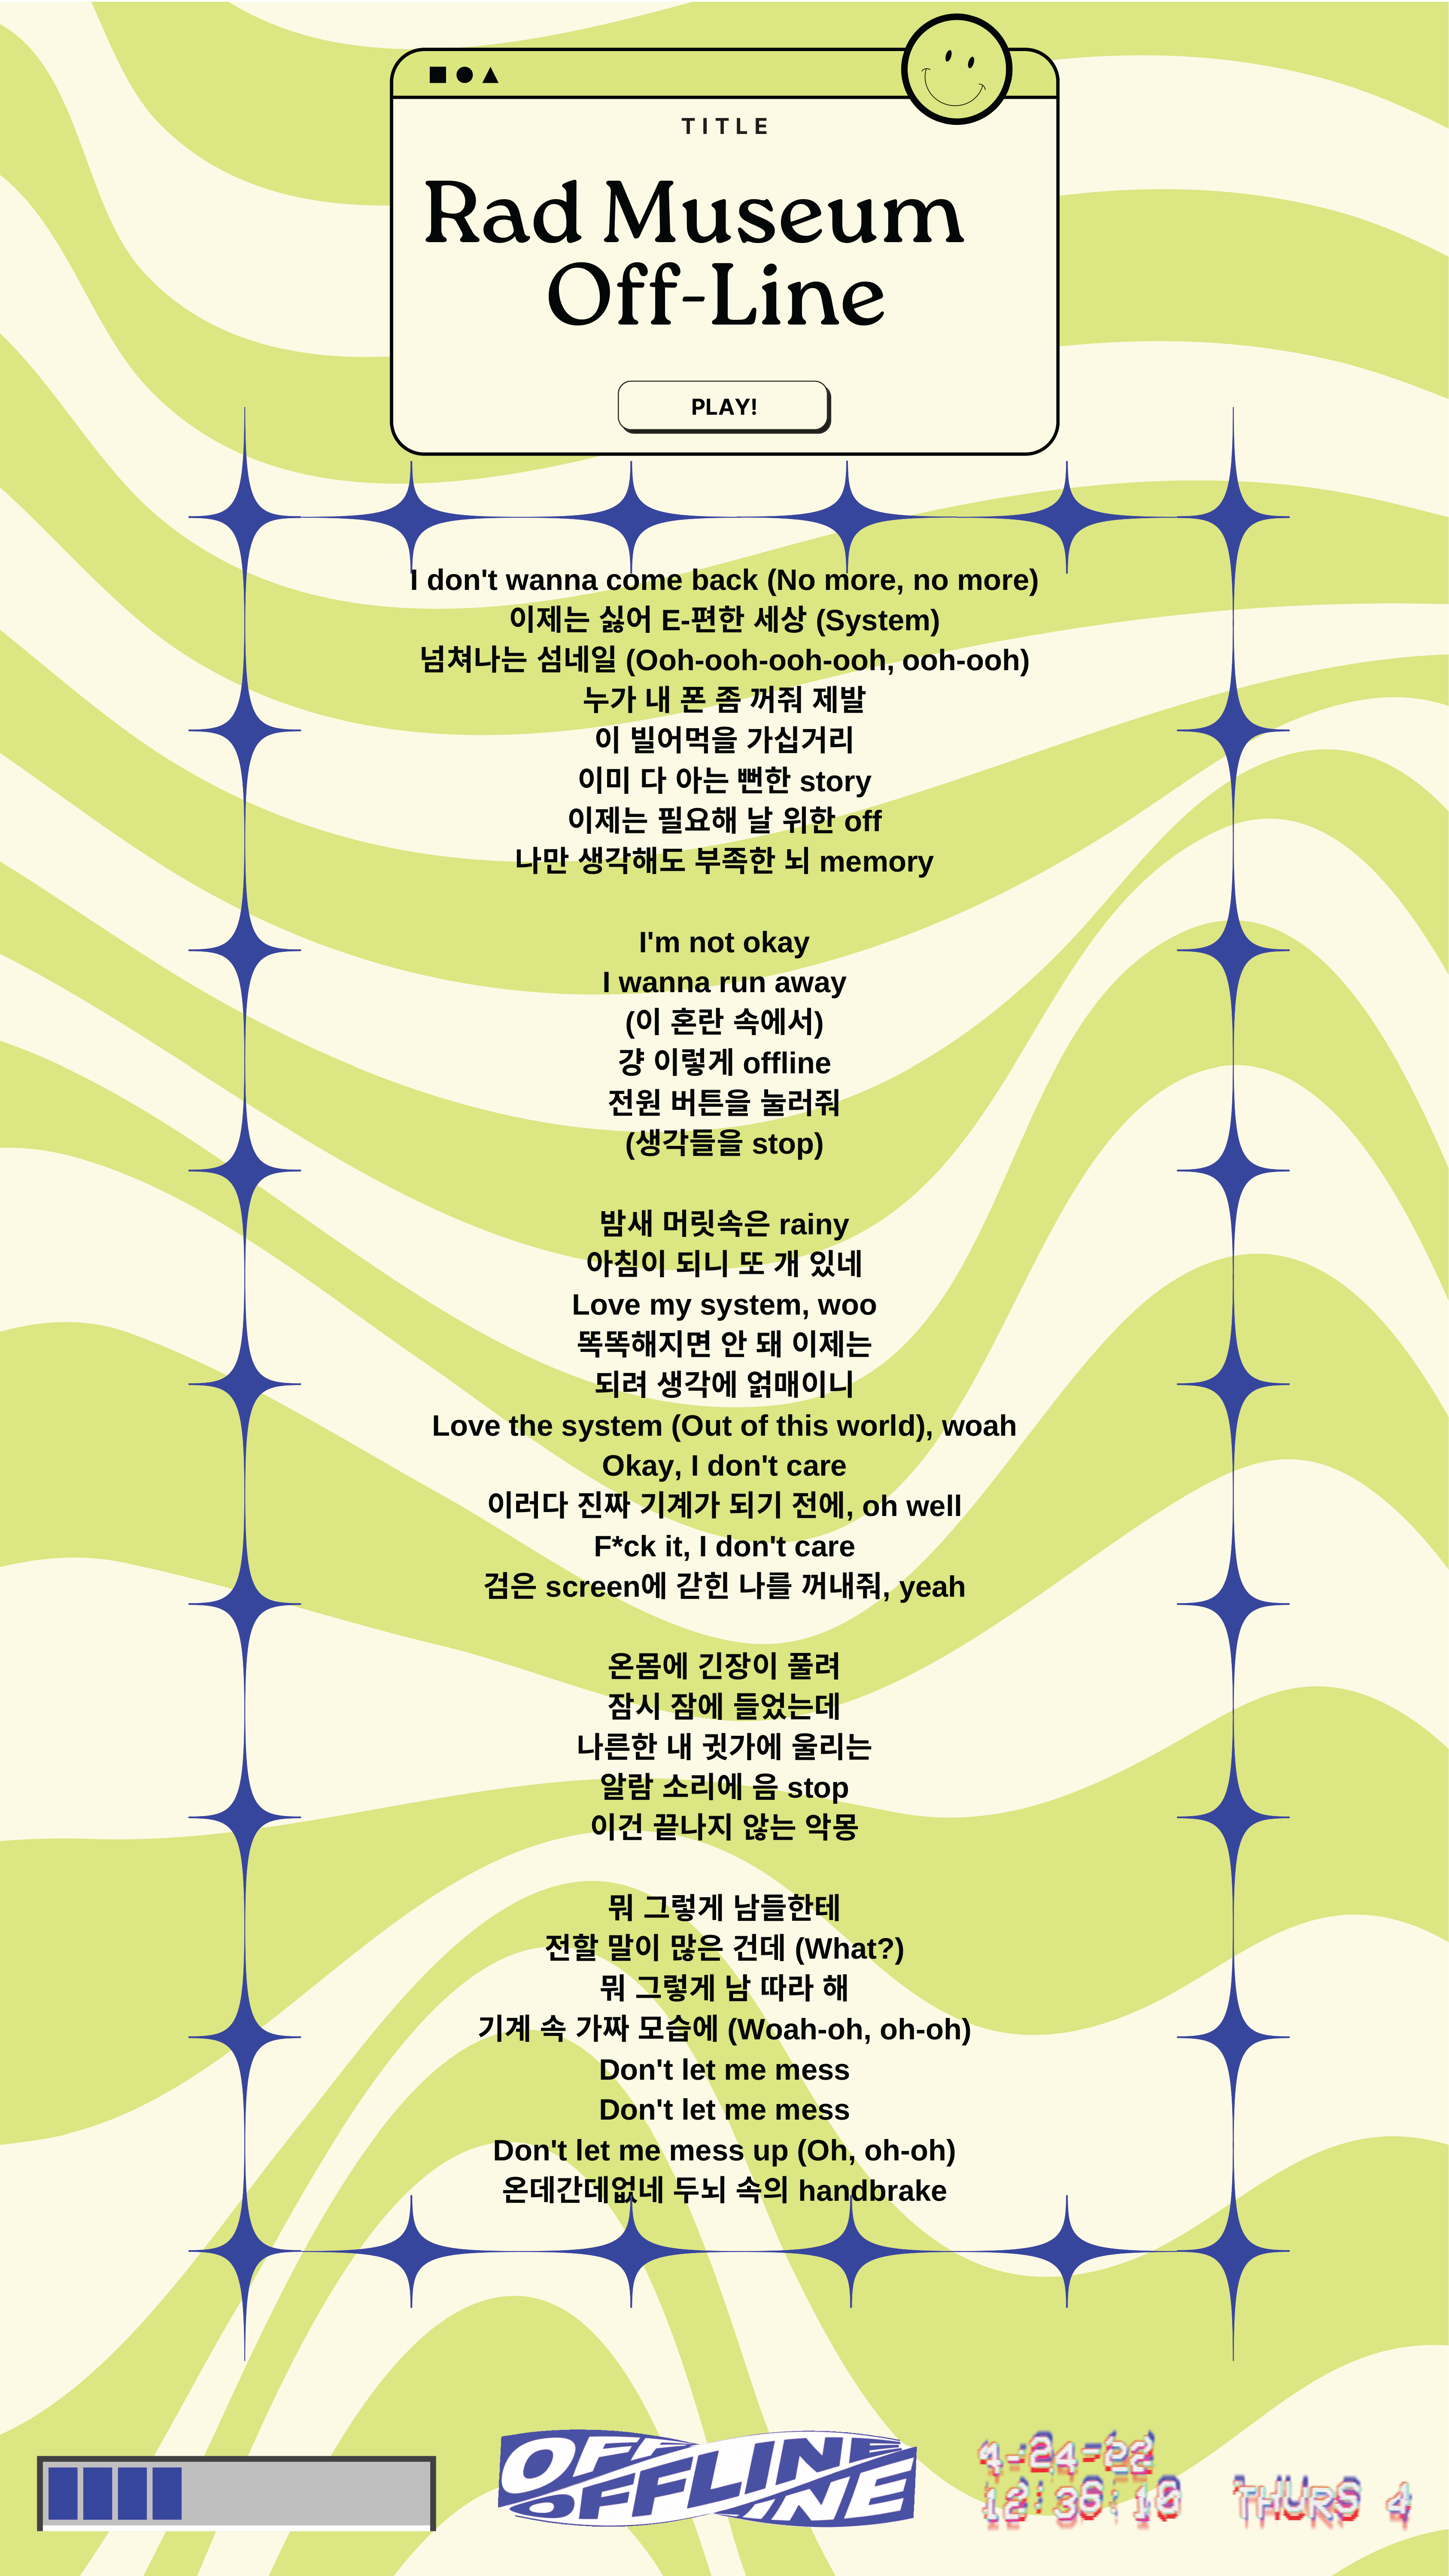 TITLE
Rad Museum
Off-Line
PLAY!
I don't wanna come back (No more, no more)
이제는 싫어 E-편한 세상 (System)
넘쳐나는 섬네일 (Ooh-ooh-ooh-ooh, ooh-ooh)
누가 내 폰 좀 꺼줘 제발
이 빌어먹을 가십거리
이미 다 아는 뻔한 story
이제는 필요해 날 위한 off
나만 생각해도 부족한 뇌 memory
I'm not okay
I wanna run away
(이 혼란 속에서)
걍 이렇게 offline
전원 버튼을 눌러줘
(생각들을 stop)
밤새 머릿속은 rainy
아침이 되니 또 개 있네
Love my system, woo
똑똑해지면 안 돼 이제는
되려 생각에 얽매이니
Love the system (Out of this world), woah
Okay, I don't care
이러다 진짜 기계가 되기 전에, oh well
F*ck it, I don't care
검은 screen에 갇힌 나를 꺼내줘, yeah
온몸에 긴장이 풀려
잠시 잠에 들었는데
나른한 내 귓가에 울리는
알람 소리에 음 stop
이건 끝나지 않는 악몽
뭐 그렇게 남들한테
전할 말이 많은 건데 (What?)
뭐 그렇게 남 따라 해
기계 속 가짜 모습에 (Woah-oh, oh-oh)
Don't let me mess
Don't let me mess
Don't let me mess up (Oh, oh-oh)
온데간데없네 두뇌 속의 handbrake
OFFLINE
OFFLINE
4-24-22
12:36:10 THURS 4